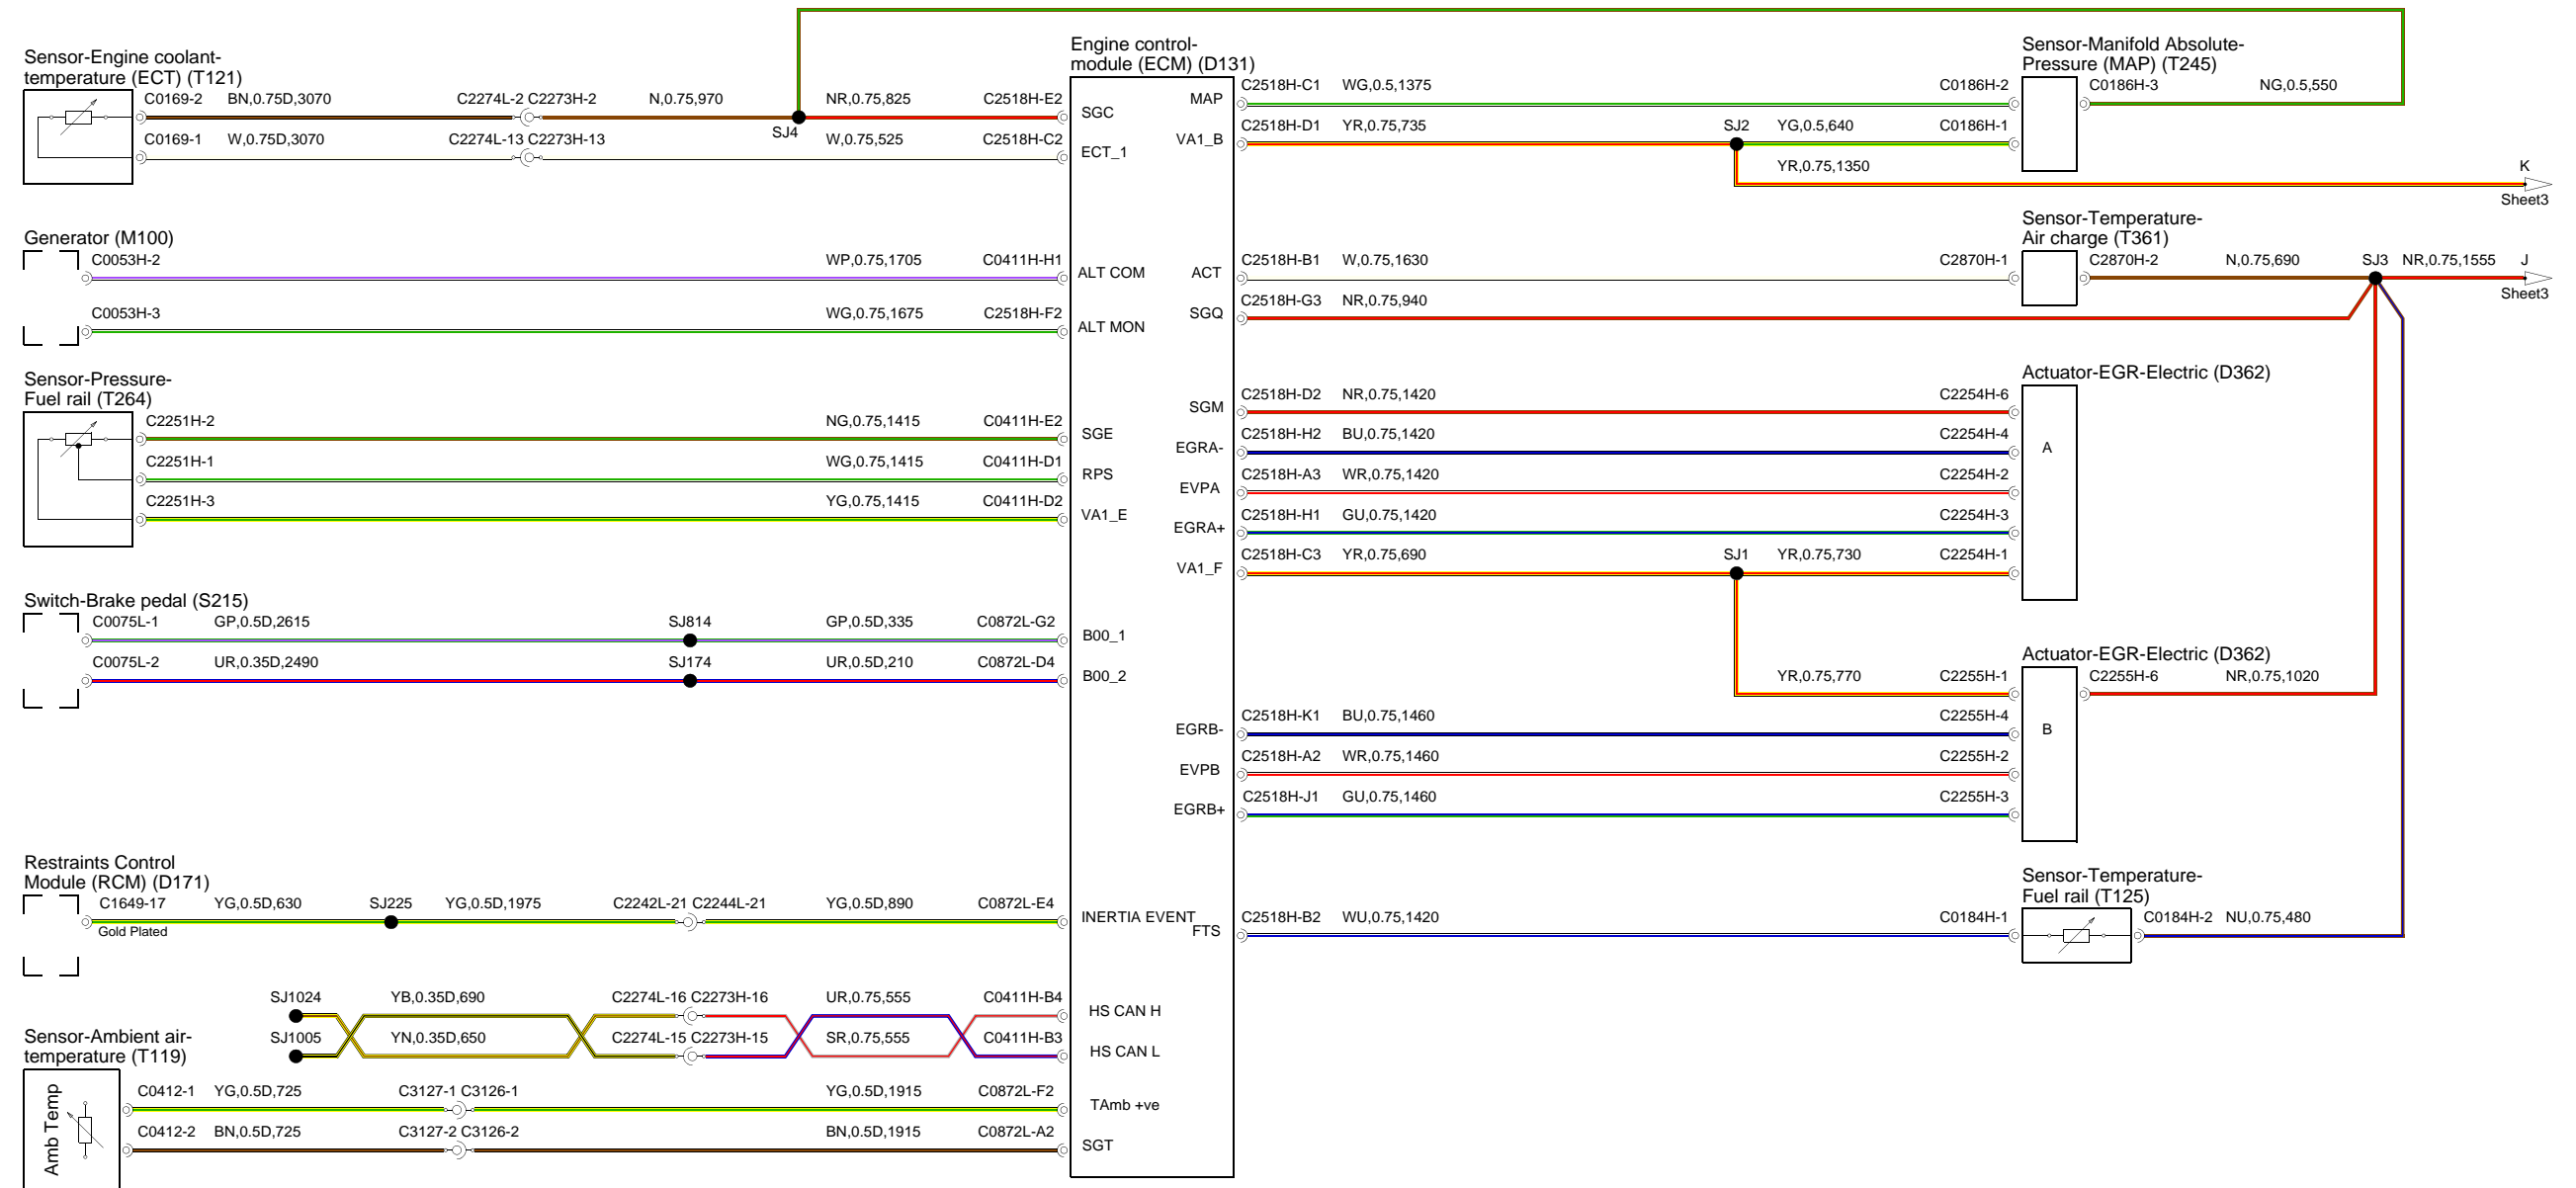 Sensor-Engine coolant-
temperature (ECT) (T121)
C0169-2 BN,0.75D,3070 C2274L-2 C2273H-2 N,0.75,970 NR,0.75,825 C2518H-E2
SJ4
C0169-1 W,0.75D,3070 C2274L-13 C2273H-13 W,0.75,525 C2518H-C2
Generator (M100)
C0053H-2 WP,0.75,1705 C0411H-H1
C0053H-3 WG,0.75,1675 C2518H-F2
Sensor-Pressure-
Fuel rail (T264)
C2251H-2 NG,0.75,1415 C0411H-E2
C2251H-1 WG,0.75,1415 C0411H-D1
C2251H-3 YG,0.75,1415 C0411H-D2
Switch-Brake pedal (S215)
C0075L-1 GP,0.5D,2615 SJ814 GP,0.5D,335 C0872L-G2
C0075L-2 UR,0.35D,2490 SJ174 UR,0.5D,210 C0872L-D4
Restraints Control
Module (RCM) (D171)
C1649-17 YG,0.5D,630 SJ225 YG,0.5D,1975 C2242L-21 C2244L-21 YG,0.5D,890 C0872L-E4
Gold Plated
SJ1024 YB,0.35D,690 C2274L-16 C2273H-16 UR,0.75,555 C0411H-B4
SJ1005 YN,0.35D,650 C2274L-15 C2273H-15 SR,0.75,555 C0411H-B3
Sensor-Ambient air-
temperature (T119)
Amb Temp
C0412-1 YG,0.5D,725 C3127-1 C3126-1 YG,0.5D,1915 C0872L-F2
C0412-2 BN,0.5D,725 C3127-2 C3126-2 BN,0.5D,1915 C0872L-A2
Engine control-
module (ECM) (D131)
SGC
ECT_1
ALT COM
ALT MON
SGE
RPS
VA1_E
B00_1
B00_2
INERTIA EVENT
HS CAN H
HS CAN L
TAmb +ve
SGT
MAP
VA1_B
ACT
SGQ
SGM
EGRA-
EVPA
EGRA+
VA1_F
EGRB-
EVPB
EGRB+
FTS
Sensor-Manifold Absolute-
Pressure (MAP) (T245)
C2518H-C1 WG,0.5,1375 C0186H-2 C0186H-3 NG,0.5,550
C2518H-D1 YR,0.75,735 SJ2 YG,0.5,640 C0186H-1
YR,0.75,1350 K
Sheet3
Sensor-Temperature-
Air charge (T361)
C2518H-B1 W,0.75,1630 C2870H-1 C2870H-2 N,0.75,690 SJ3 NR,0.75,1555 J
Sheet3
C2518H-G3 NR,0.75,940
Actuator-EGR-Electric (D362)
C2518H-D2 NR,0.75,1420 C2254H-6
C2518H-H2 BU,0.75,1420 C2254H-4
A
C2518H-A3 WR,0.75,1420 C2254H-2
C2518H-H1 GU,0.75,1420 C2254H-3
C2518H-C3 YR,0.75,690 SJ1 YR,0.75,730 C2254H-1
Actuator-EGR-Electric (D362)
YR,0.75,770 C2255H-1 C2255H-6 NR,0.75,1020
C2518H-K1 BU,0.75,1460 C2255H-4
B
C2518H-A2 WR,0.75,1460 C2255H-2
C2518H-J1 GU,0.75,1460 C2255H-3
Sensor-Temperature-
Fuel rail (T125)
C2518H-B2 WU,0.75,1420 C0184H-1 C0184H-2 NU,0.75,480